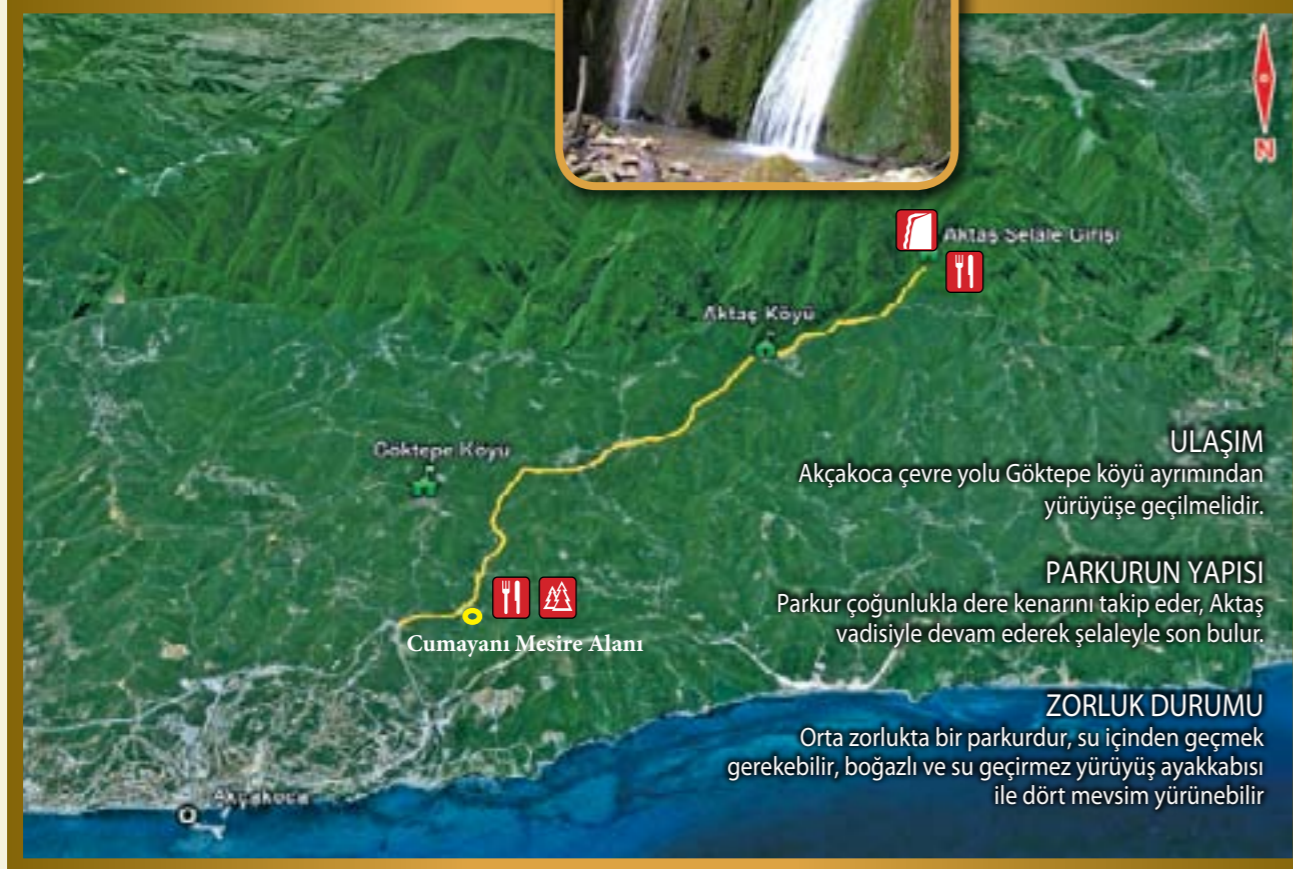 N
Aktaş Şelale Girişi
Aktaş Köyü
Göktepe Köyü
ULAŞIM
Akçakoca çevre yolu Göktepe köyü ayrımından
yürüyüşe geçilmelidir.
PARKURUN YAPISI
Parkur çoğunlukla dere kenarını takip eder, Aktaş
vadisiyle devam ederek şelaleyle son bulur.
Cumayanı Mesire Alanı
ZORLUK DURUMU
Orta zorlukta bir parkurdur, su içinden geçmek
gerekebilir, boğazlı ve su geçirmez yürüyüş ayakkabısı
ile dört mevsim yürünebilir
Akçakoca